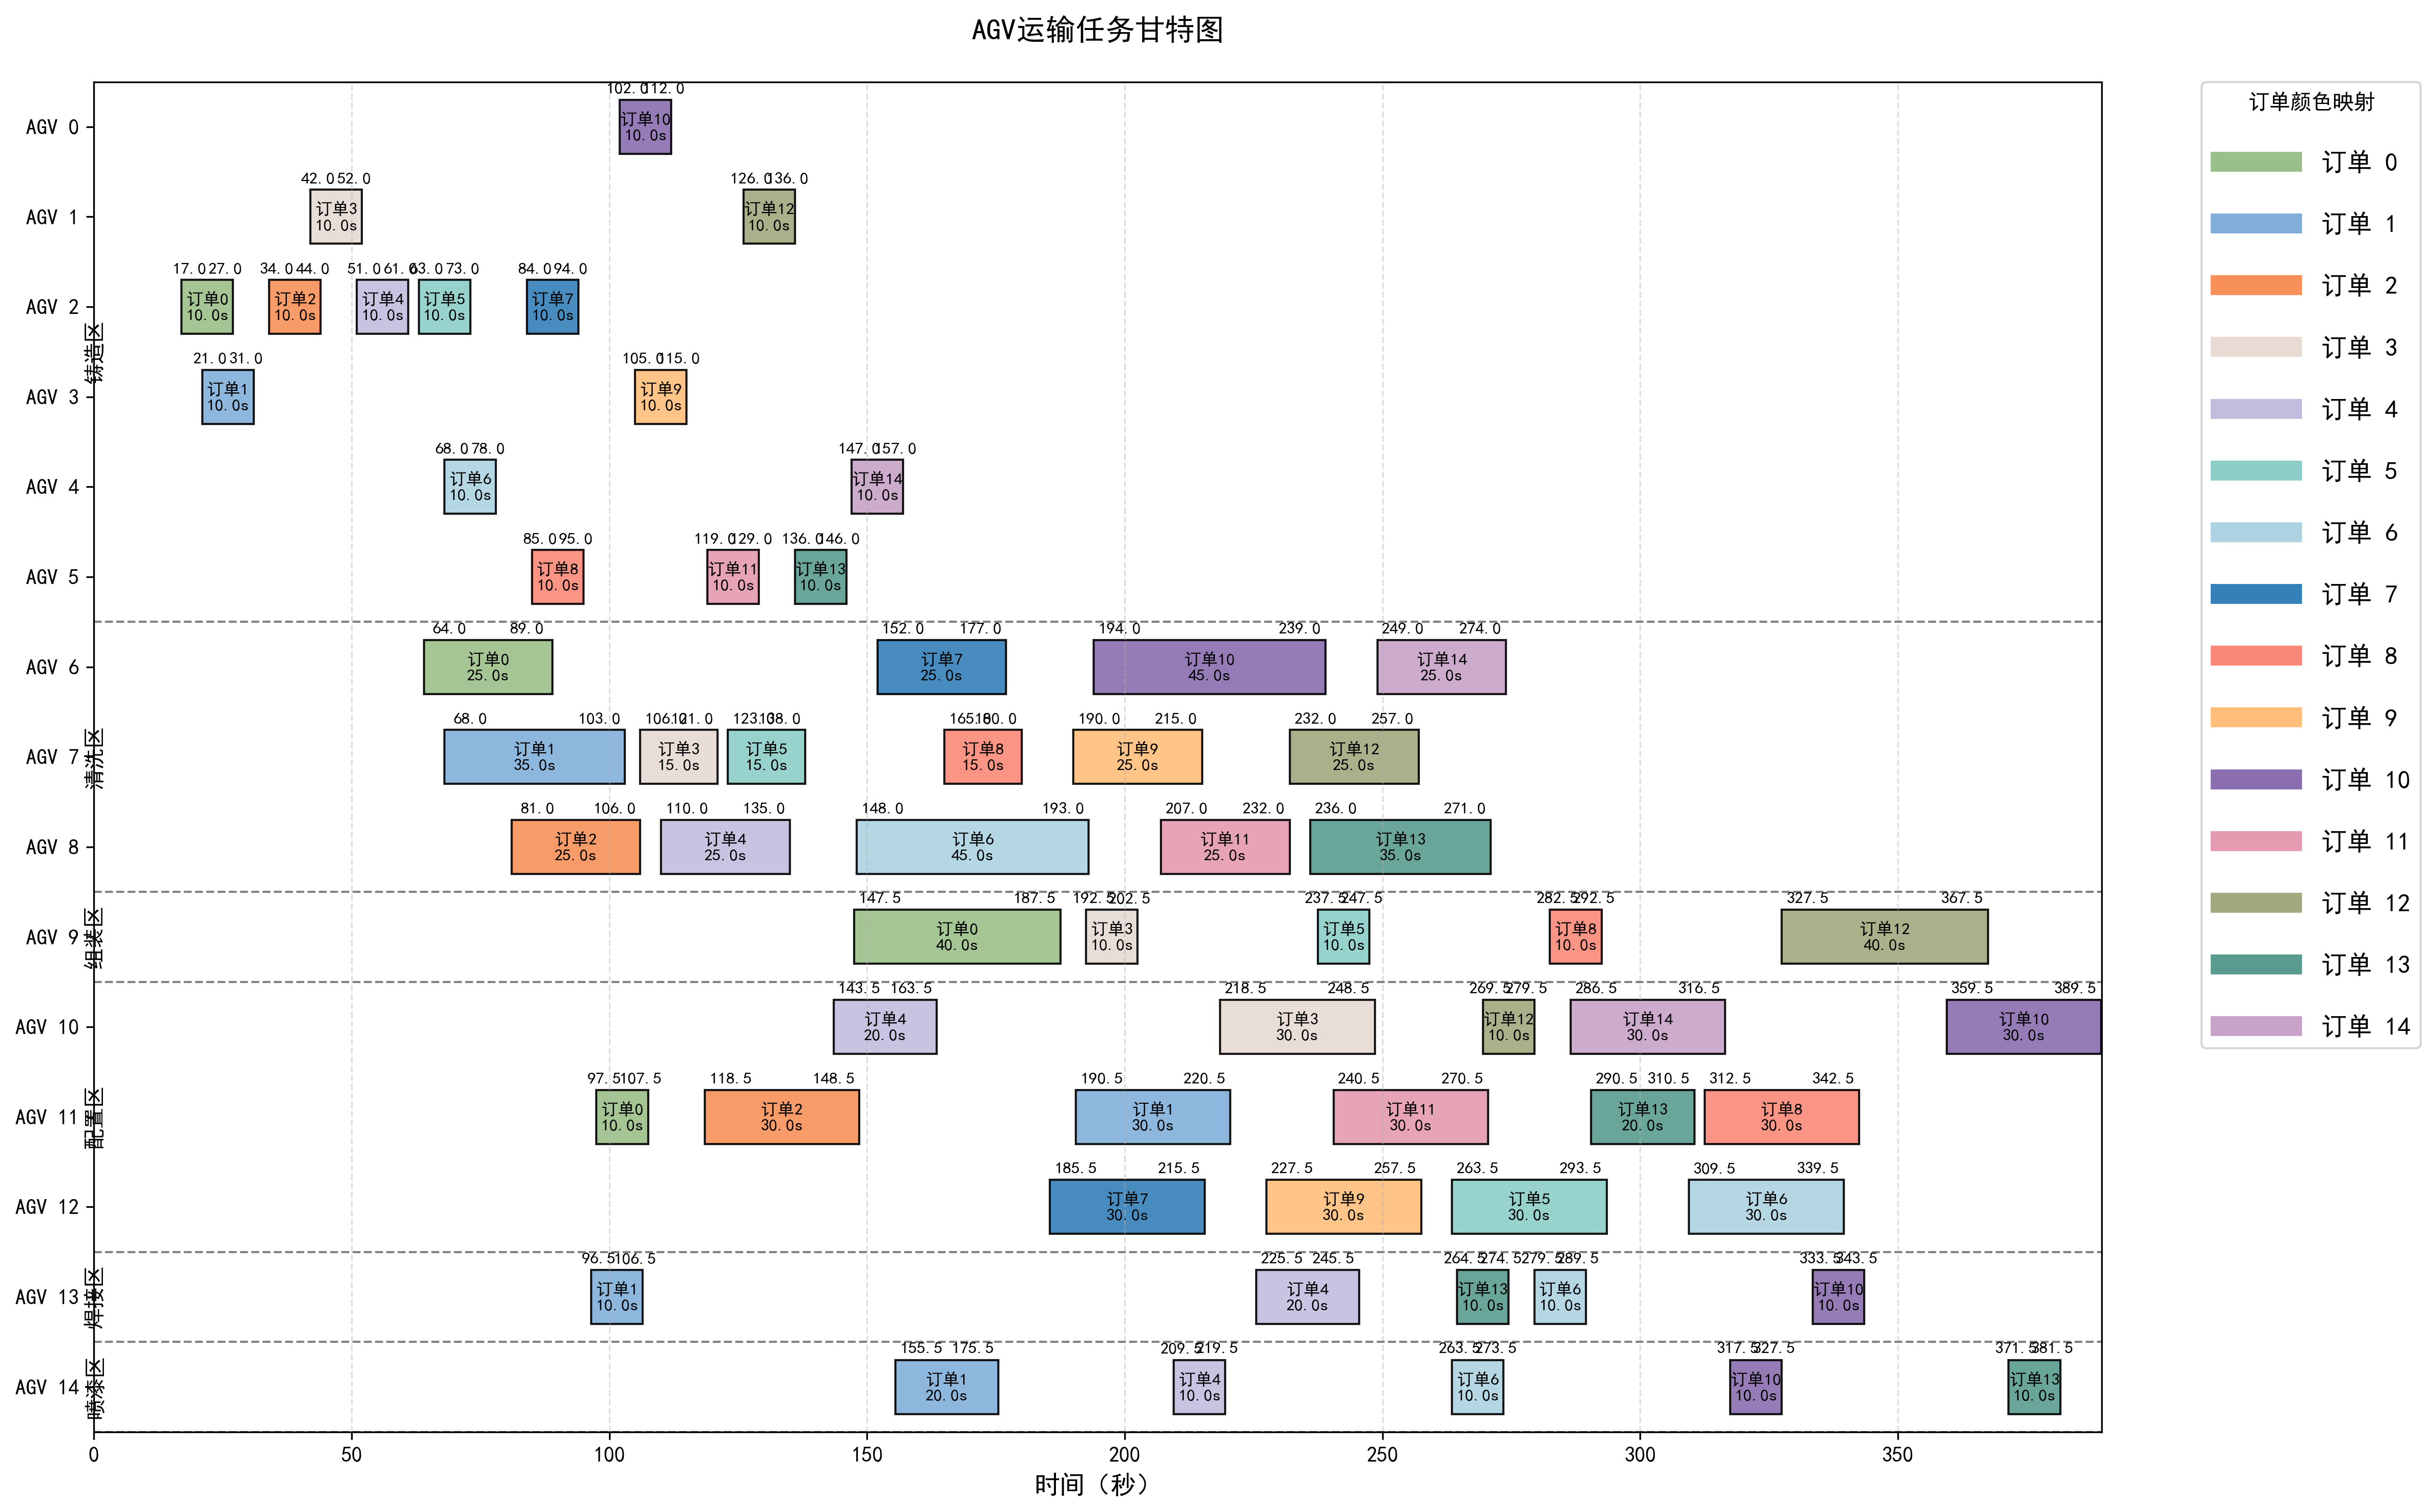 AGV运输任务甘特图
AGV 0
102.0 112.0
订单10
10.0s
AGV 1
42.0 52.0 126.0 136.0
订单3 订单12
10.0s 10.0s
AGV 2
17.0 27.0 34.0 44.0 51.0 61.0 63.0 73.0 84.0 94.0
订单0 订单2 订单4 订单5 订单7
10.0s 10.0s 10.0s 10.0s 10.0s
铸造区
AGV 3
21.0 31.0 105.0 115.0
订单1 订单9
10.0s 10.0s
AGV 4
68.0 78.0 147.0 157.0
订单6 订单14
10.0s 10.0s
AGV 5
85.0 95.0 119.0 129.0 136.0 146.0
订单8 订单11 订单13
10.0s 10.0s 10.0s
AGV 6
64.0 89.0 152.0 177.0 194.0 239.0 249.0 274.0
订单0 订单7 订单10 订单14
25.0s 25.0s 45.0s 25.0s
AGV 7
清洗区
68.0 103.0 106.0 121.0 123.0 138.0 165.0 180.0 190.0 215.0 232.0 257.0
订单1 订单3 订单5 订单8 订单9 订单12
35.0s 15.0s 15.0s 15.0s 25.0s 25.0s
AGV 8
81.0 106.0 110.0 135.0 148.0 193.0 207.0 232.0 236.0 271.0
订单2 订单4 订单6 订单11 订单13
25.0s 25.0s 45.0s 25.0s 35.0s
AGV 9
组装区
147.5 187.5 192.5 202.5 237.5 247.5 282.5 292.5 327.5 367.5
订单0 订单3 订单5 订单8 订单12
40.0s 10.0s 10.0s 10.0s 40.0s
AGV 10
143.5 163.5 218.5 248.5 269.5 279.5 286.5 316.5 359.5 389.5
订单4 订单3 订单12 订单14 订单10
20.0s 30.0s 10.0s 30.0s 30.0s
AGV 11
配置区
97.5 107.5 118.5 148.5 190.5 220.5 240.5 270.5 290.5 310.5 312.5 342.5
订单0 订单2 订单1 订单11 订单13 订单8
10.0s 30.0s 30.0s 30.0s 20.0s 30.0s
AGV 12
185.5 215.5 227.5 257.5 263.5 293.5 309.5 339.5
订单7 订单9 订单5 订单6
30.0s 30.0s 30.0s 30.0s
AGV 13
焊接区
96.5 106.5 225.5 245.5 264.5 274.5 279.5 289.5 333.5 343.5
订单1 订单4 订单13 订单6 订单10
10.0s 20.0s 10.0s 10.0s 10.0s
AGV 14
喷漆区
155.5 175.5 209.5 219.5 263.5 273.5 317.5 327.5 371.5 381.5
订单1 订单4 订单6 订单10 订单13
20.0s 10.0s 10.0s 10.0s 10.0s
0 50 100 150 200 250 300 350
时间（秒）
订单颜色映射
订单 0
订单 1
订单 2
订单 3
订单 4
订单 5
订单 6
订单 7
订单 8
订单 9
订单 10
订单 11
订单 12
订单 13
订单 14